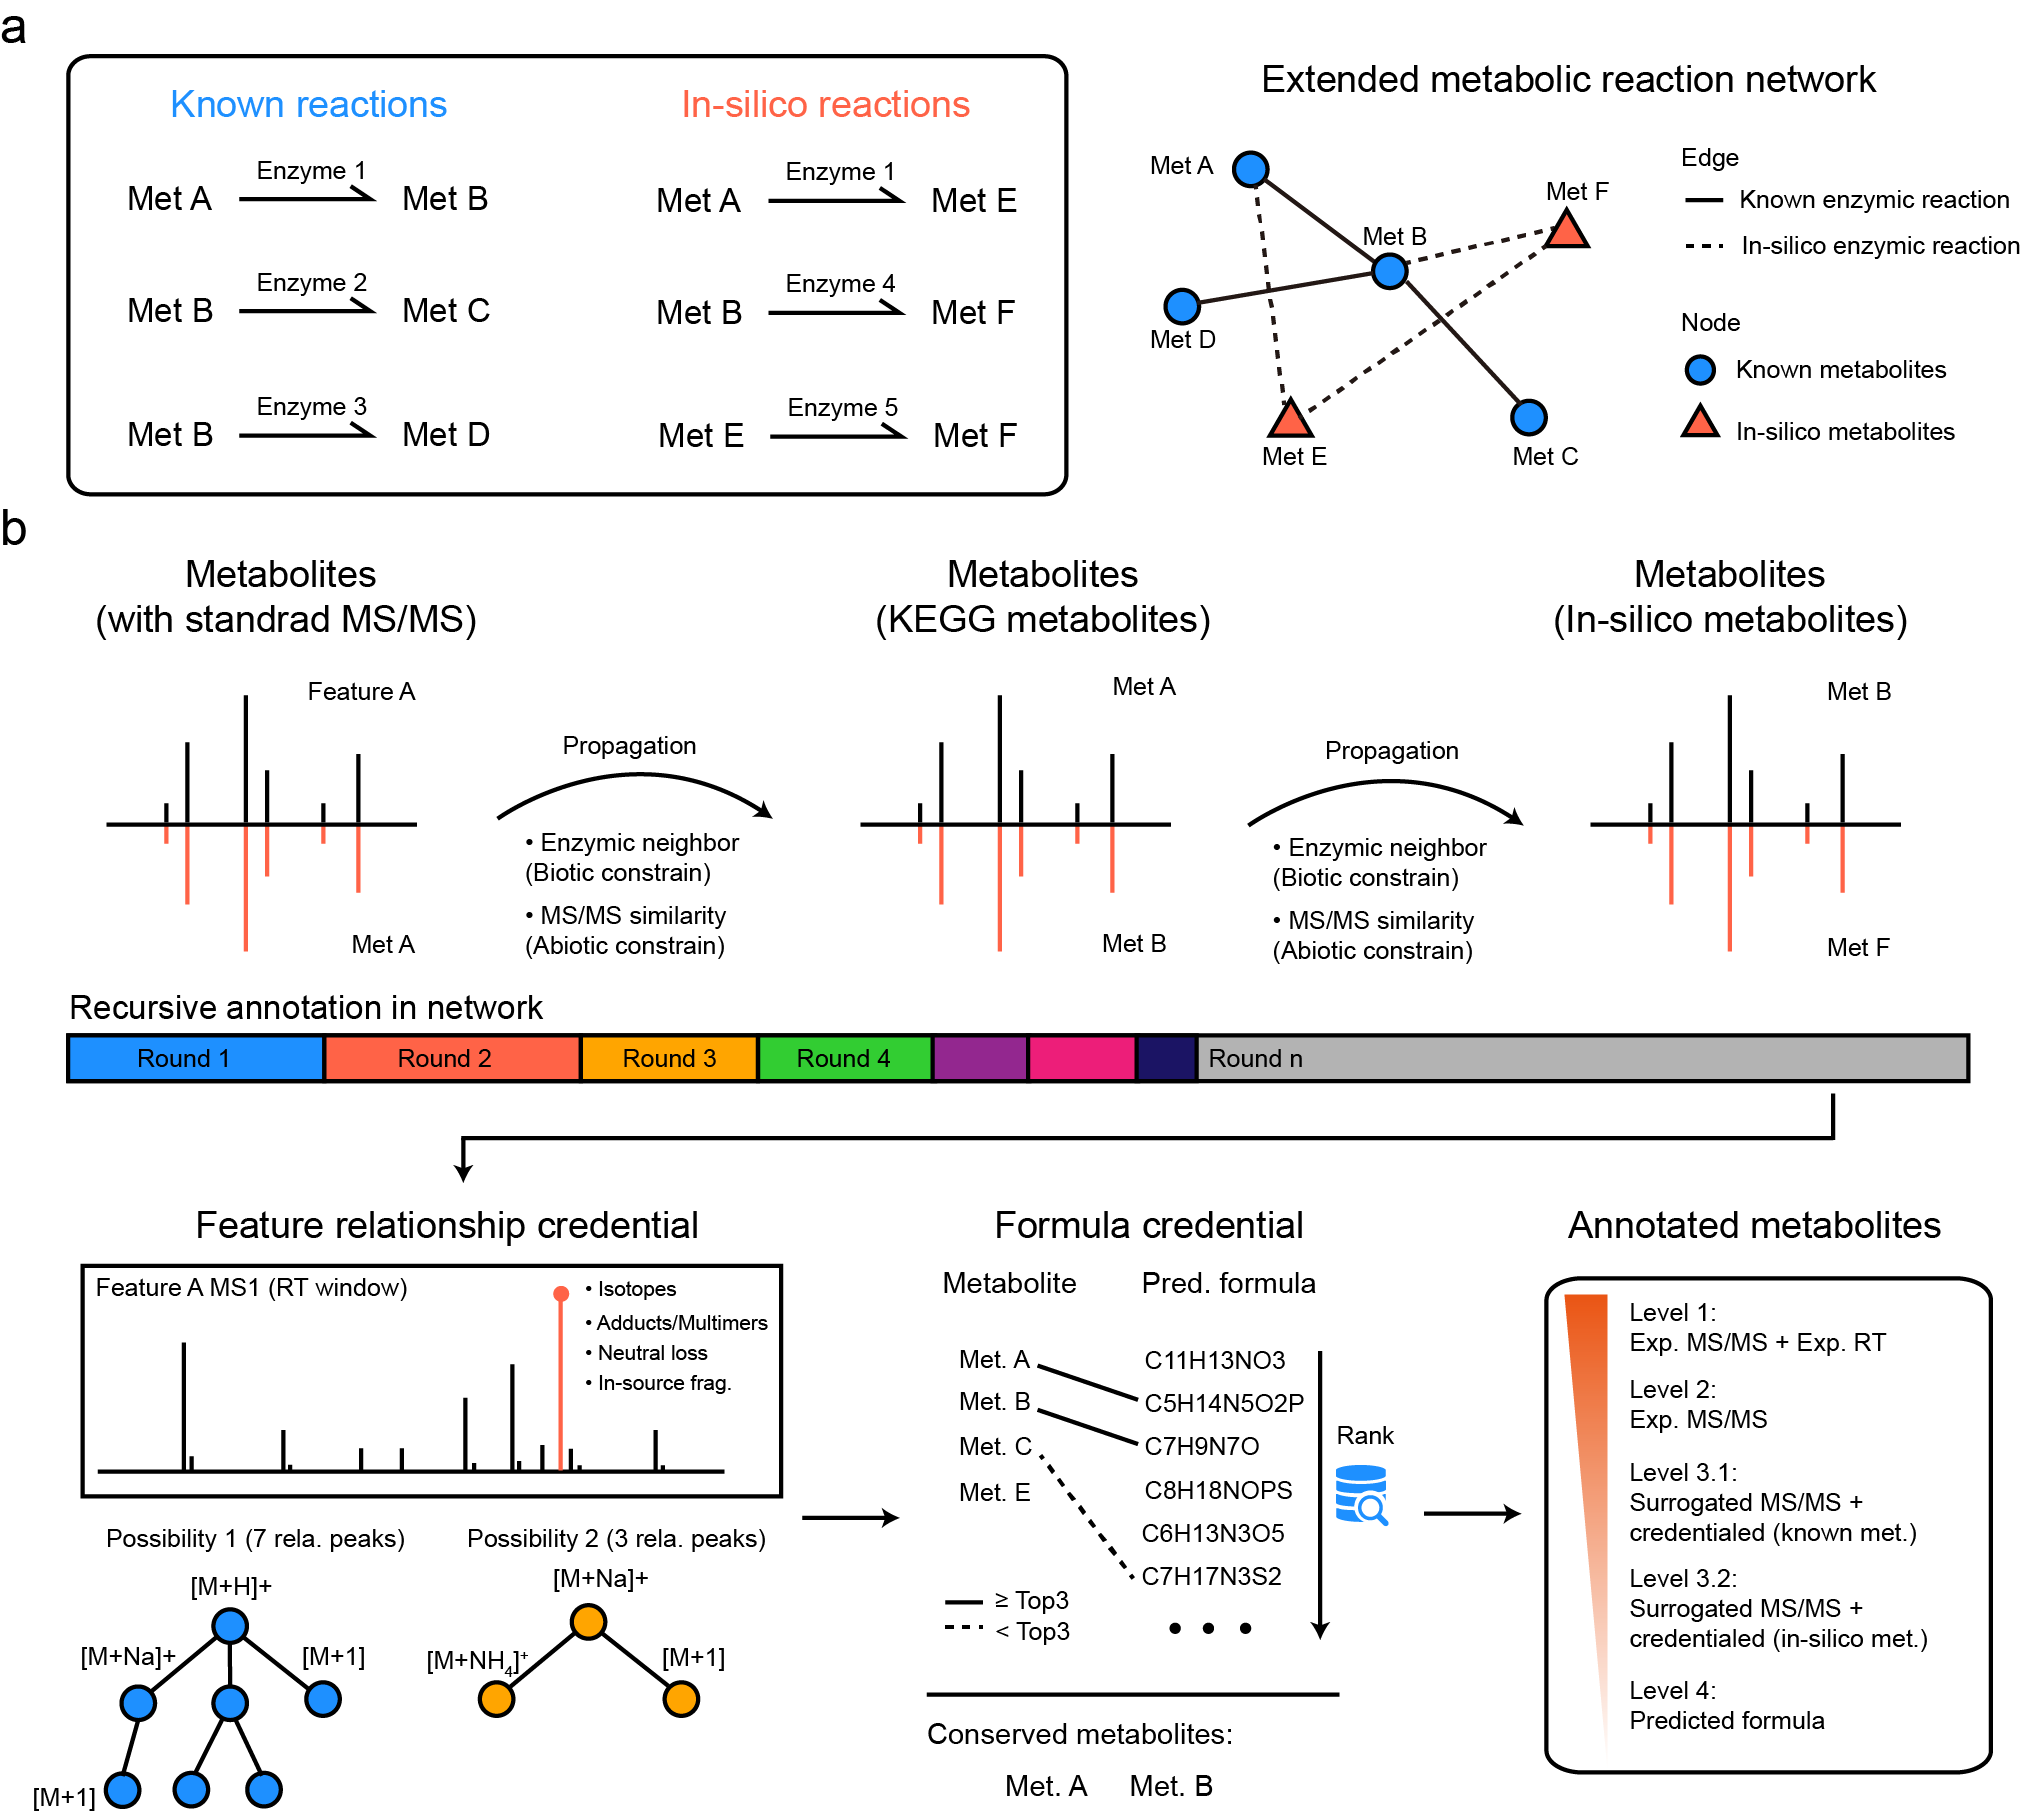 a
Known reactions
In-silico reactions
Met A
Enzyme 1
Met B
Met A
Enzyme 1
Met E
Met B
Enzyme 2
Met C
Met B
Enzyme 4
Met F
Met B
Enzyme 3
Met D
Met E
Enzyme 5
Met F
Extended metabolic reaction network
Met A
Met B
Met F
Met D
Met E
Met C
Edge
Known enzymic reaction
In-silico enzymic reaction
Node
Known metabolites
In-silico metabolites
b
Metabolites
(with standrad MS/MS)
Metabolites
(KEGG metabolites)
Metabolites
(In-silico metabolites)
Feature A
Met A
Propagation
• Enzymic neighbor
(Biotic constrain)
• MS/MS similarity
(Abiotic constrain)
Met A
Met B
Propagation
• Enzymic neighbor
(Biotic constrain)
• MS/MS similarity
(Abiotic constrain)
Met B
Met F
Recursive annotation in network
Round 1
Round 2
Round 3
Round 4
Round n
Feature relationship credential
Feature A MS1 (RT window)
• Isotopes
• Adducts/Multimers
• Neutral loss
• In-source frag.
Possibility 1 (7 rela. peaks)
[M+H]+
[M+Na]+
[M+1]
[M+1]
Possibility 2 (3 rela. peaks)
[M+Na]+
[M+NH₄]⁺
[M+1]
Formula credential
Metabolite
Pred. formula
Met. A
Met. B
Met. C
Met. E
C11H13NO3
C5H14N5O2P
C7H9N7O
C8H18NOPS
C6H13N3O5
C7H17N3S2
• • •
Rank
≥ Top3
< Top3
Conserved metabolites:
Met. A Met. B
Annotated metabolites
Level 1:
Exp. MS/MS + Exp. RT
Level 2:
Exp. MS/MS
Level 3.1:
Surrogated MS/MS +
credentialed (known met.)
Level 3.2:
Surrogated MS/MS +
credentialed (in-silico met.)
Level 4:
Predicted formula